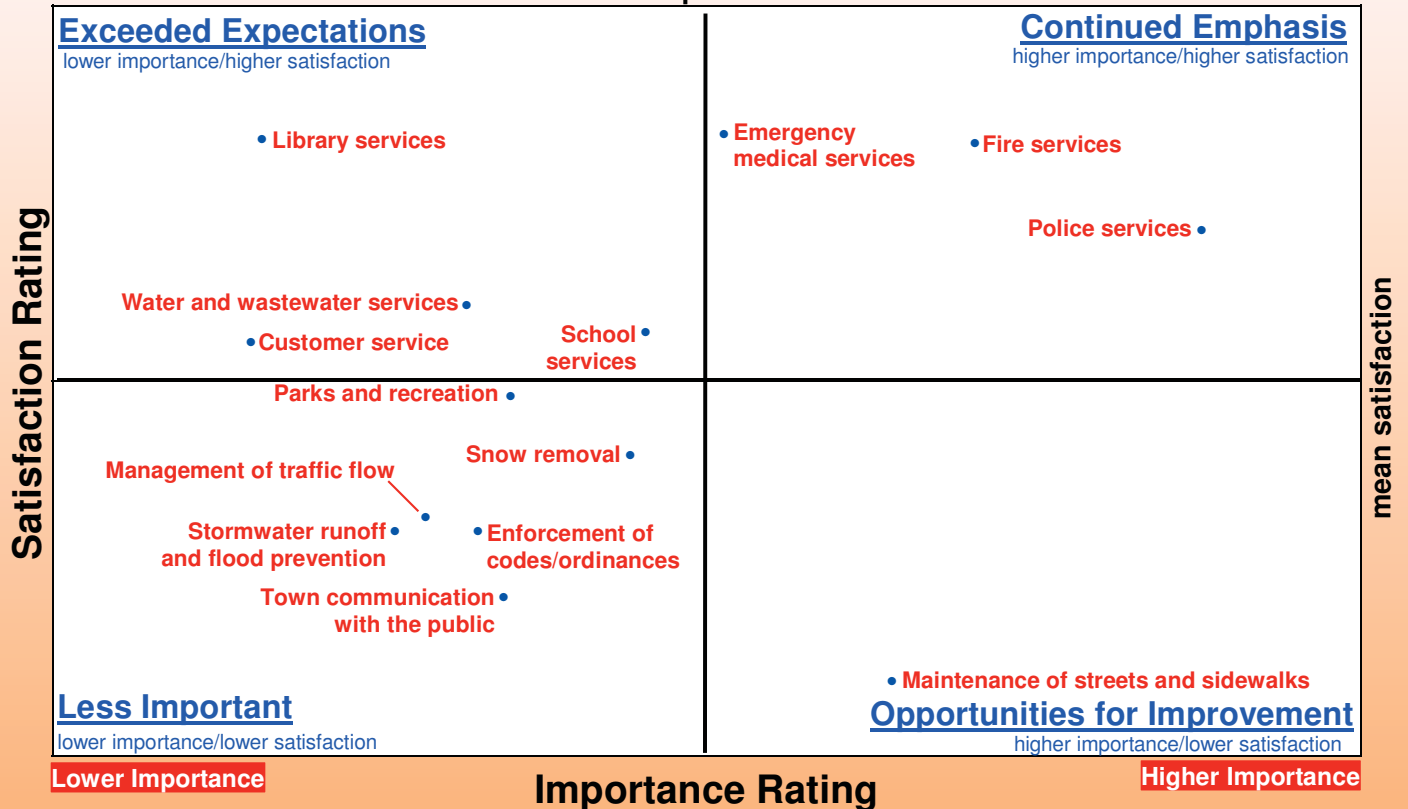 Exceeded Expectations
lower importance/higher satisfaction
Continued Emphasis
higher importance/higher satisfaction
Library services
Emergency
medical services
Fire services
Police services
Water and wastewater services
Customer service
School
services
Parks and recreation
Snow removal
Management of traffic flow
Stormwater runoff
and flood prevention
Enforcement of
codes/ordinances
Town communication
with the public
Maintenance of streets and sidewalks
Less Important
lower importance/lower satisfaction
Opportunities for Improvement
higher importance/lower satisfaction
Satisfaction Rating
mean satisfaction
Lower Importance
Importance Rating
Higher Importance